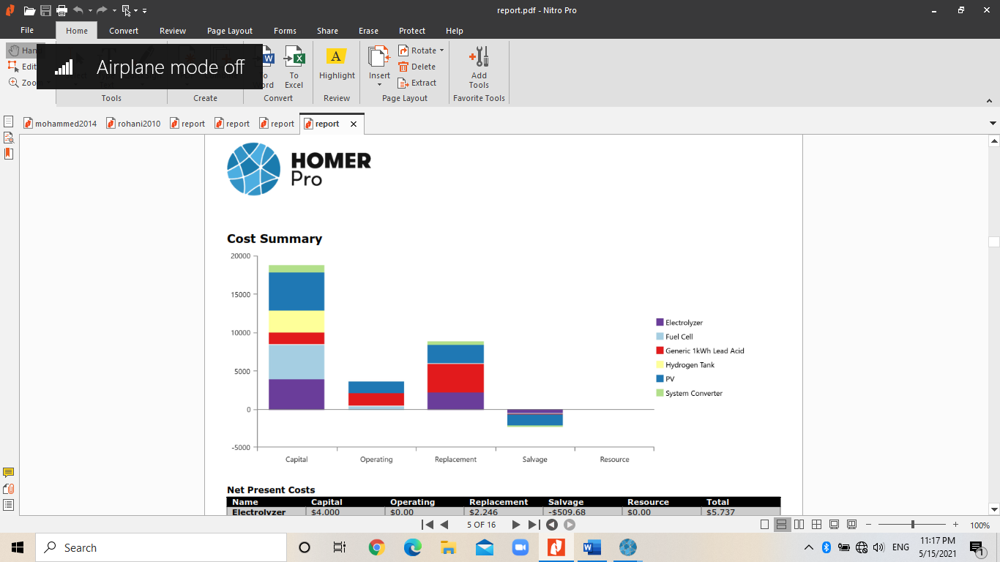 report.pdf - Nitro Pro
File Home Convert Review Page Layout Forms Share Erase Protect Help
Airplane mode off
Edit
To Excel
Highlight
Insert
Rotate
Delete
Extract
Add Tools
Tools Create Convert Review Page Layout Favorite Tools
mohammed2014 rohani2010 report report report report
HOMER
Pro
Cost Summary
20000
15000
10000
5000
0
-5000
Capital Operating Replacement Salvage Resource
Electrolyzer
Fuel Cell
Generic 1kWh Lead Acid
Hydrogen Tank
PV
System Converter
Net Present Costs
Name Capital Operating Replacement Salvage Resource Total
Electrolyzer $4.000 $0.00 $2.246 -$509.68 $0.00 $5.737
5 OF 16
100%
Search
ENG
11:17 PM
5/15/2021
1